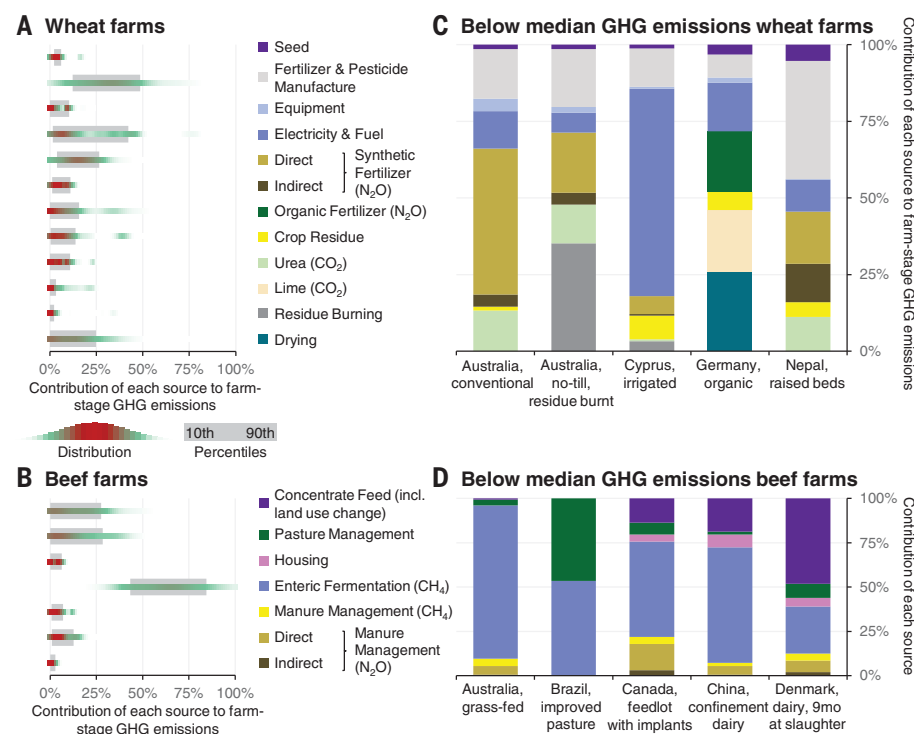 A Wheat farms
Seed
Fertilizer & Pesticide
Manufacture
Equipment
Electricity & Fuel
Direct
Indirect
Synthetic
Fertilizer
(N₂O)
Organic Fertilizer (N₂O)
Crop Residue
Urea (CO₂)
Lime (CO₂)
Residue Burning
Drying
0% 25% 50% 75% 100%
Contribution of each source to farm-
stage GHG emissions
Distribution
10th 90th
Percentiles
C Below median GHG emissions wheat farms
100%
75%
50%
25%
0%
Contribution of each source to farm-stage GHG emissions
Australia,
conventional
Australia,
no-till,
residue burnt
Cyprus,
irrigated
Germany,
organic
Nepal,
raised beds
B Beef farms
Concentrate Feed (incl.
land use change)
Pasture Management
Housing
Enteric Fermentation (CH₄)
Manure Management (CH₄)
Direct
Indirect
Manure
Management
(N₂O)
0% 25% 50% 75% 100%
Contribution of each source to farm-
stage GHG emissions
D Below median GHG emissions beef farms
100%
75%
50%
25%
0%
Contribution
of each source
Australia,
grass-fed
Brazil,
improved
pasture
Canada,
feedlot
with implants
China,
confinement
dairy
Denmark,
dairy, 9mo
at slaughter